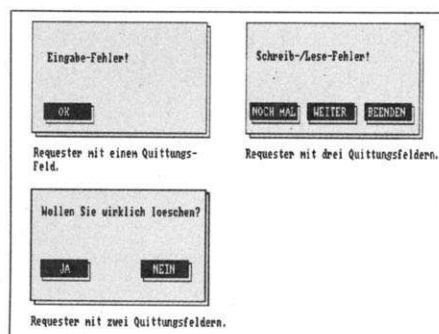 Eingabe-Fehler!
OK
Requester mit einem Quittungs-
feld.
Schreib-/Lese-Fehler!
NOCH MAL WEITER BEENDEN
Requester mit drei Quittungsfeldern.
Wollen Sie wirklich loeschen?
JA NEIN
Requester mit zwei Quittungsfeldern.